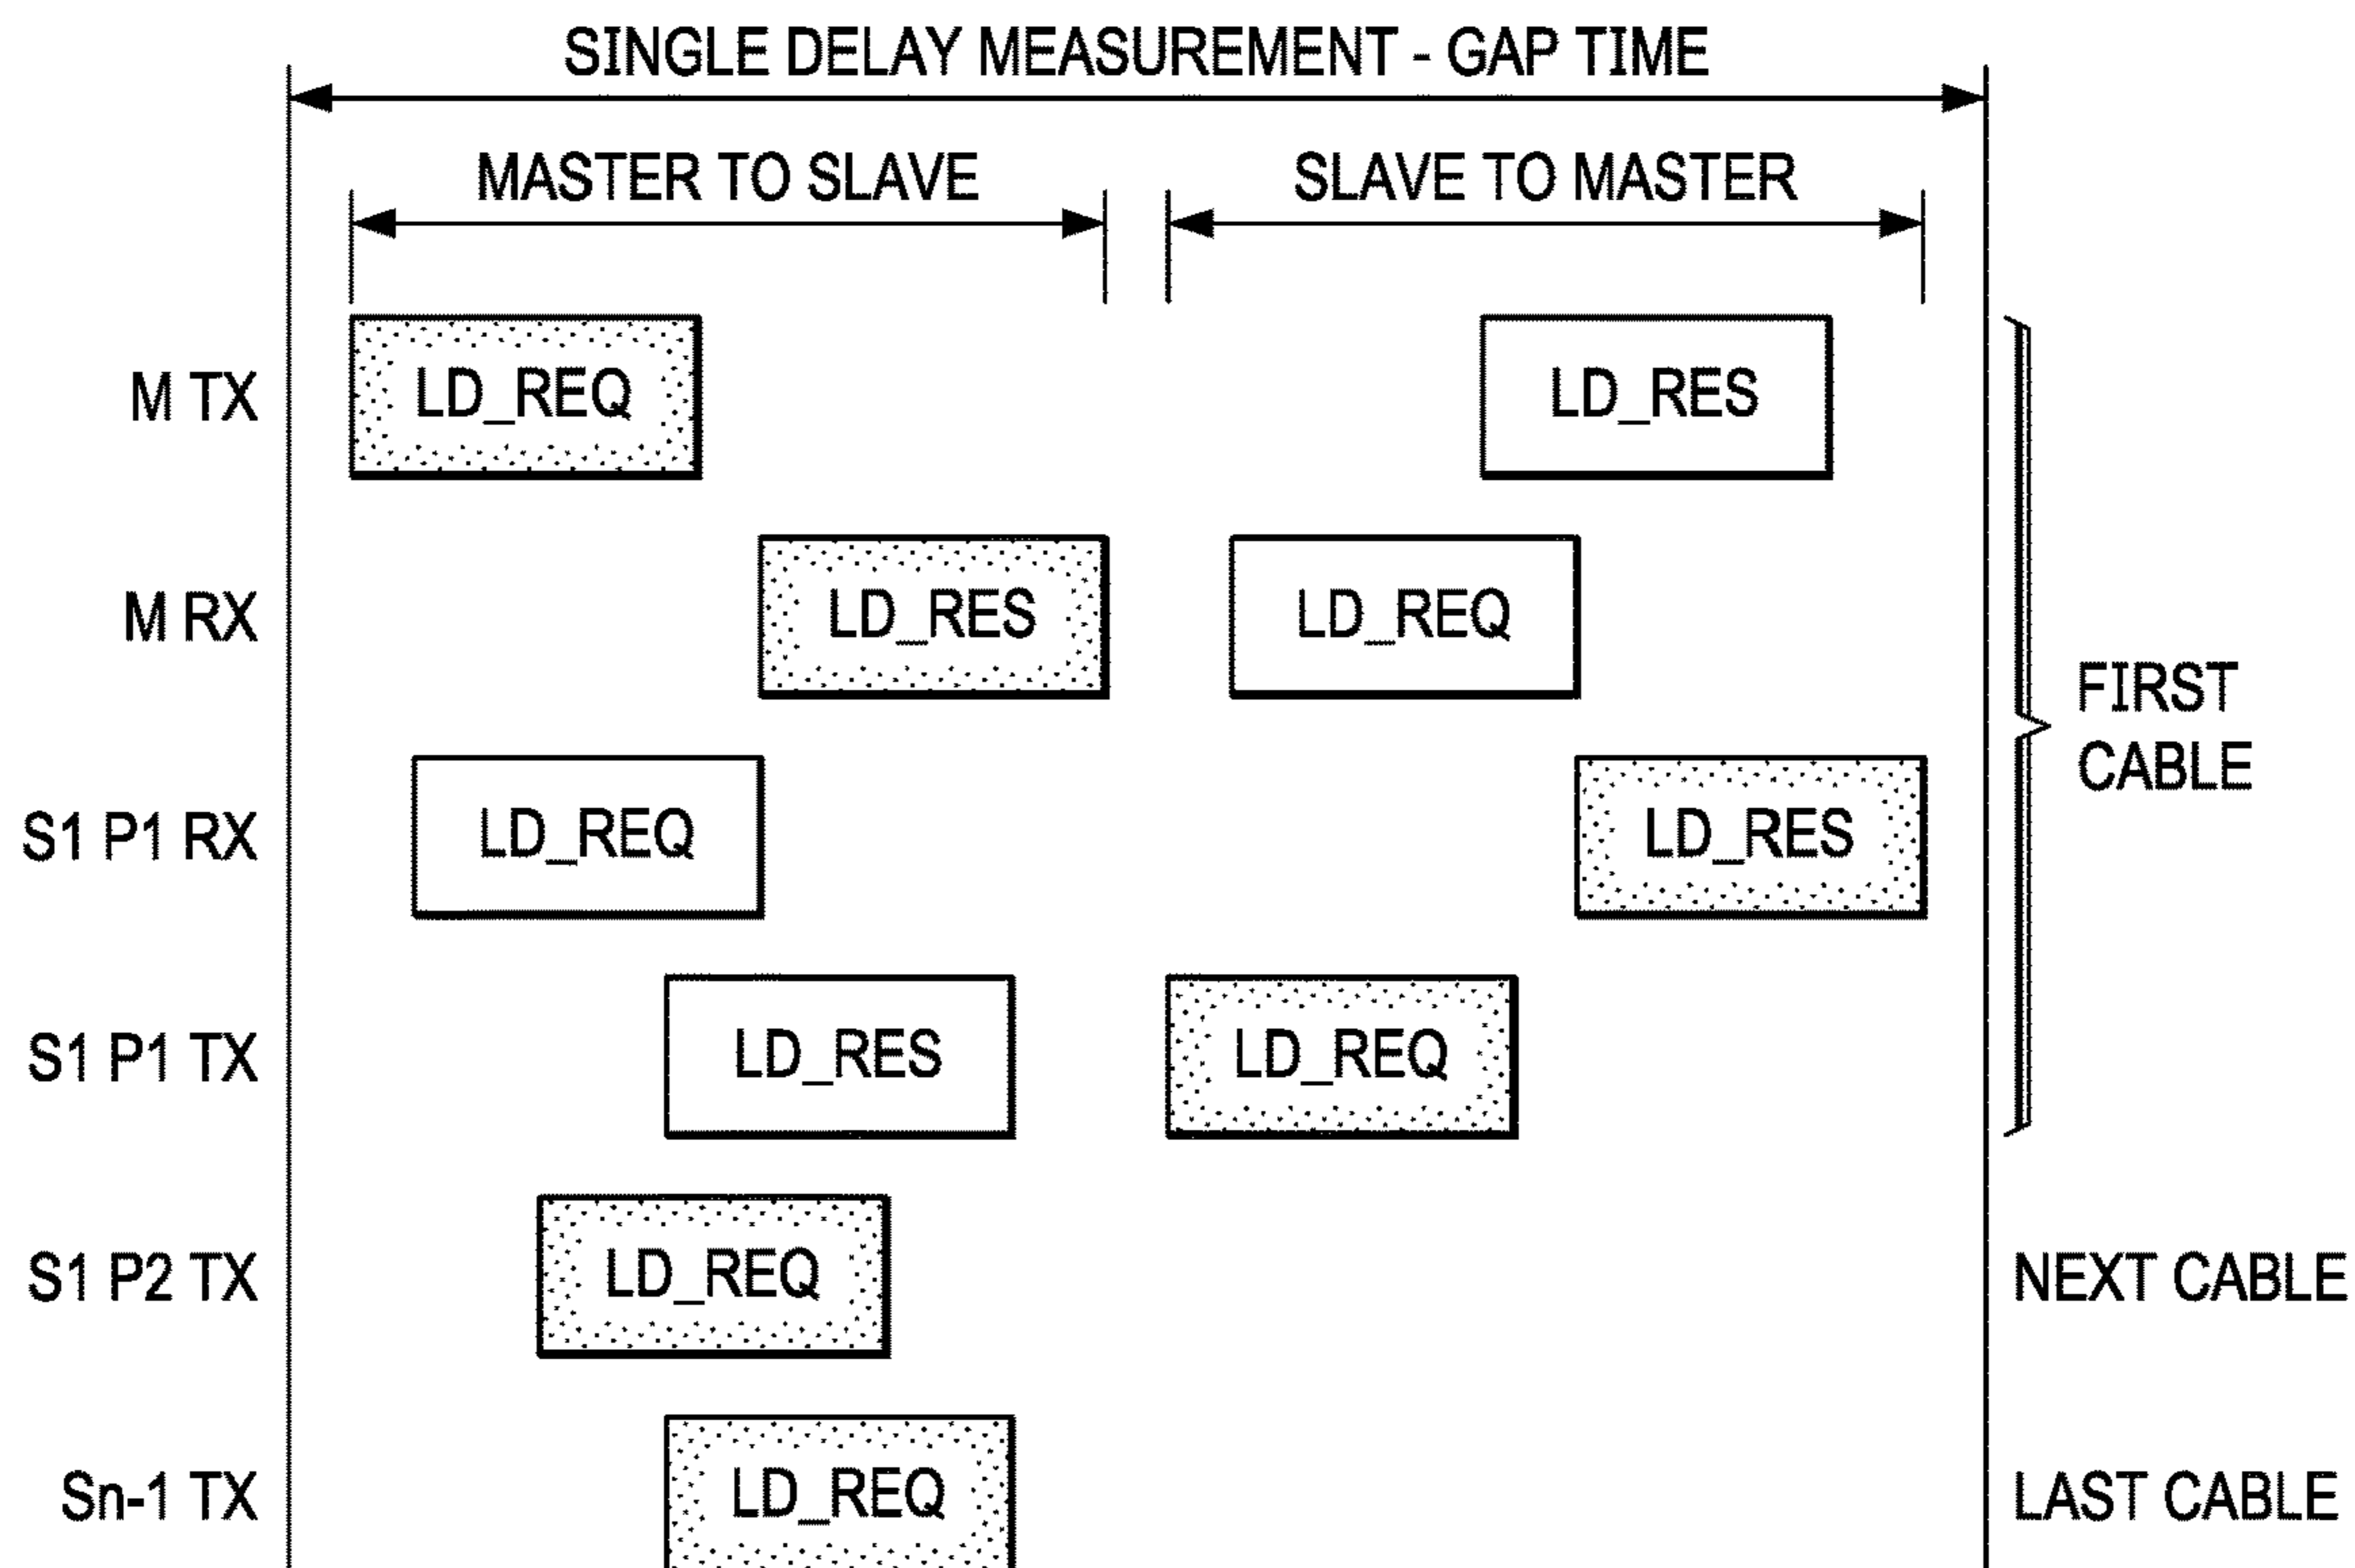 SINGLE DELAY MEASUREMENT - GAP TIME
MASTER TO SLAVE
SLAVE TO MASTER
M TX
LD_REQ
LD_RES
M RX
LD_RES
LD_REQ
FIRST
CABLE
S1 P1 RX
LD_REQ
LD_RES
S1 P1 TX
LD_RES
LD_REQ
S1 P2 TX
LD_REQ
NEXT CABLE
Sn-1 TX
LD_REQ
LAST CABLE